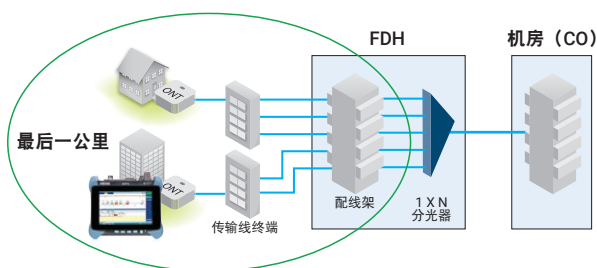 FDH
机房（CO）
ONT
最后一公里
ONT
传输线终端
配线架
1 X N
分光器